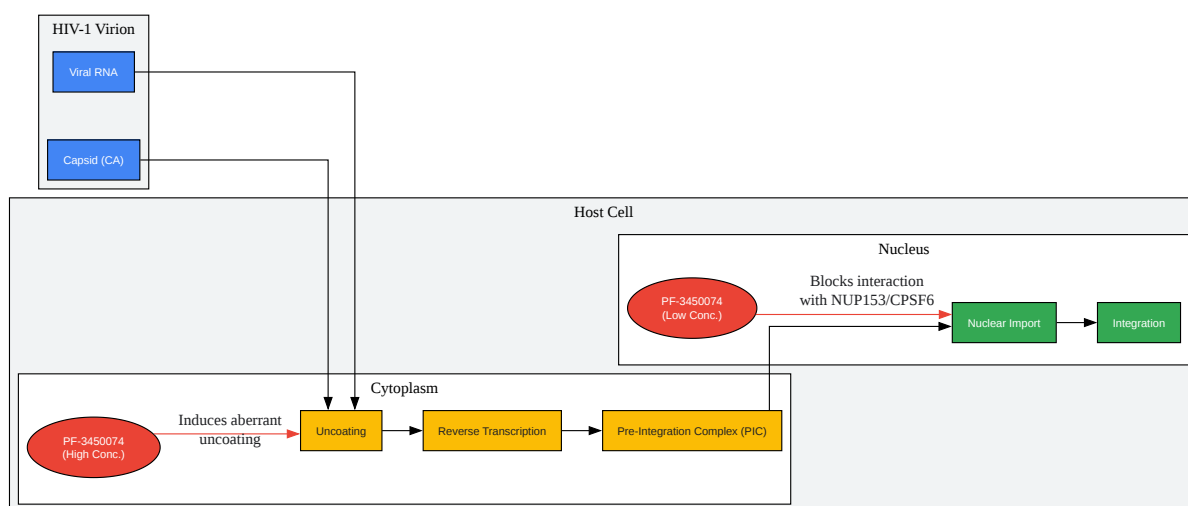 HIV-1 Virion
Viral RNA
Capsid (CA)
Host Cell
Nucleus
PF-3450074
(Low Conc.)
Blocks interaction
with NUP153/CPSF6
Nuclear Import
Integration
Cytoplasm
PF-3450074
(High Conc.)
Induces aberrant
uncoating
Uncoating
Reverse Transcription
Pre-Integration Complex (PIC)